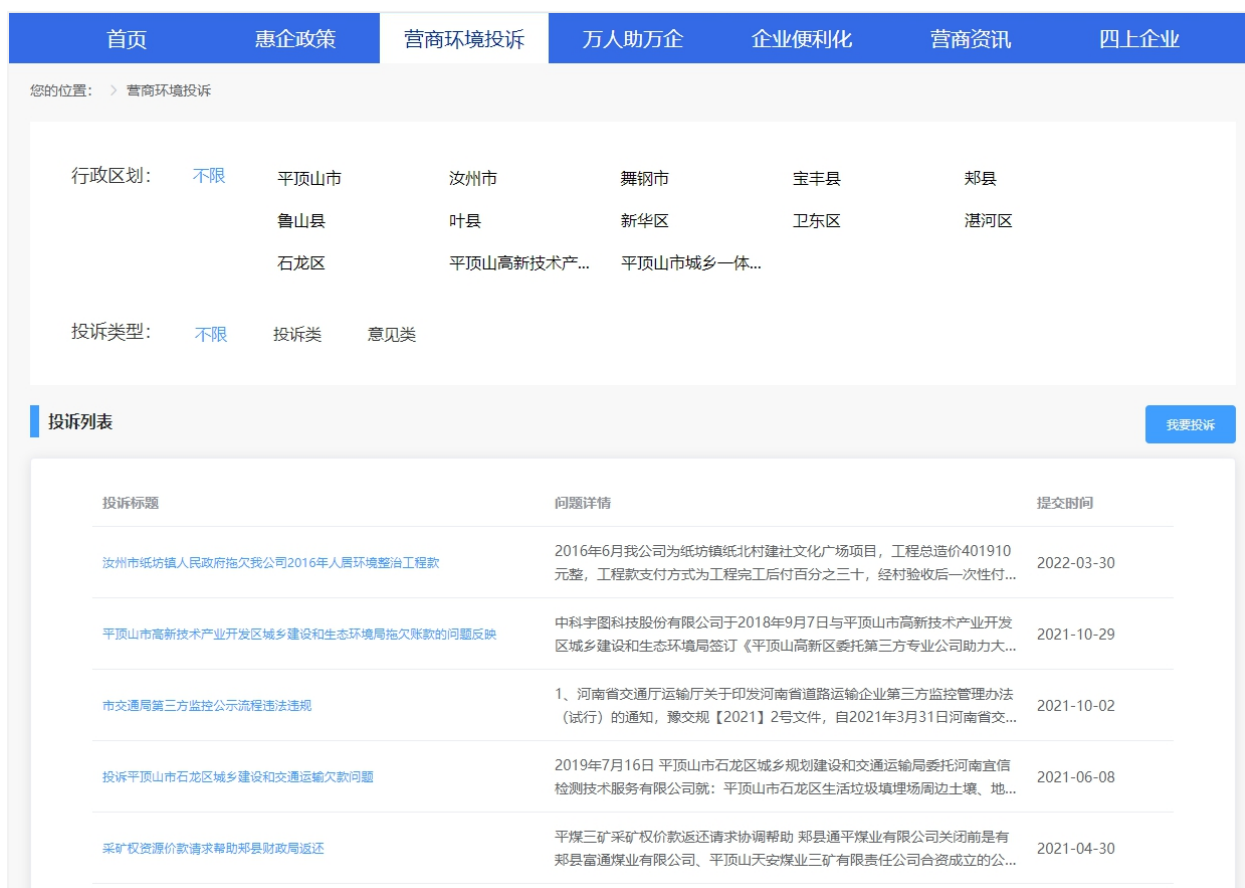 首页 惠企政策 营商环境投诉 万人助万企 企业便利化 营商资讯 四上企业
您的位置： > 营商环境投诉
行政区划： 不限 平顶山市 汝州市 舞钢市 宝丰县 郏县
鲁山县 叶县 新华区 卫东区 湛河区
石龙区 平顶山高新技术产... 平顶山市城乡一体...
投诉类型： 不限 投诉类 意见类
投诉列表 我要投诉
投诉标题 问题详情 提交时间
汝州市纸坊镇人民政府拖欠我公司2016年人居环境整治工程款
2016年6月我公司为纸坊镇纸北村建社文化广场项目，工程总造价401910
元整，工程款支付方式为工程完工后付百分之三十，经村验收后一次性付...
2022-03-30
平顶山市高新技术产业开发区城乡建设和生态环境局拖欠账款的问题反映
中科宇图科技股份有限公司于2018年9月7日与平顶山市高新技术产业开发
区城乡建设和生态环境局签订《平顶山高新区委托第三方专业公司助力大...
2021-10-29
市交通局第三方监控公示流程违法违规
1、河南省交通厅运输厅关于印发河南省道路运输企业第三方监控管理办法
（试行）的通知，豫交规【2021】2号文件，自2021年3月31日河南省交...
2021-10-02
投诉平顶山市石龙区城乡建设和交通运输欠款问题
2019年7月16日 平顶山市石龙区城乡规划建设和交通运输局委托河南宜信
检测技术服务有限公司就：平顶山市石龙区生活垃圾填埋场周边土壤、地...
2021-06-08
采矿权资源价款请求帮助郏县财政局返还
平煤三矿采矿权价款返还请求协调帮助 郏县通平煤业有限公司关闭前是有
郏县富通煤业有限公司、平顶山天安煤业三矿有限责任公司合资成立的公...
2021-04-30